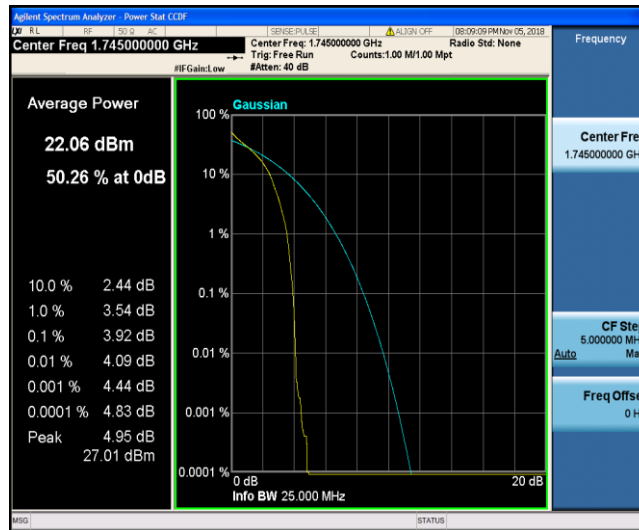 Agilent Spectrum Analyzer - Power Stat CCDF
RL RF 50 Ω AC SENSE:PULSE ALIGN OFF 08:09:09 PM Nov 05, 2018
Center Freq 1.745000000 GHz
Center Freq: 1.745000000 GHz Radio Std: None
Trig: Free Run Counts:1.00 M/1.00 Mpt
#IFGain:Low #Atten: 40 dB
Frequency
Average Power
22.06 dBm
50.26 % at 0dB
10.0 % 2.44 dB
1.0 % 3.54 dB
0.1 % 3.92 dB
0.01 % 4.09 dB
0.001 % 4.44 dB
0.0001 % 4.83 dB
Peak 4.95 dB
27.01 dBm
Gaussian
100 %
10 %
1 %
0.1 %
0.01 %
0.001 %
0.0001 %
0 dB 20 dB
Info BW 25.000 MHz
Center Fre
1.745000000 GH
CF Ste
5.000000 MH
Auto Ma
Freq Offse
0 H
MSG STATUS